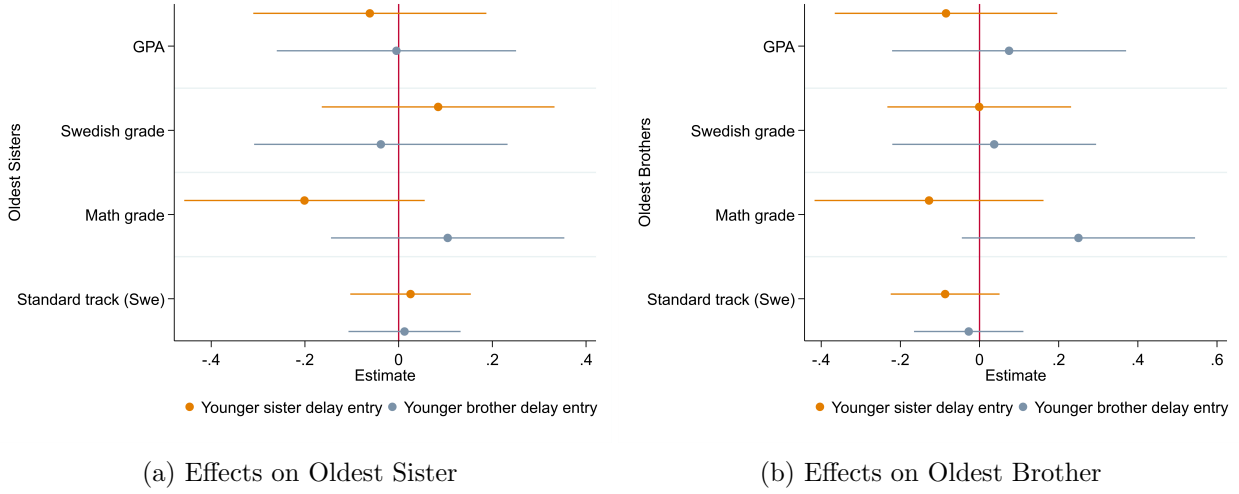 Oldest Sisters
GPA
Swedish grade
Math grade
Standard track (Swe)
-.4 -.2 0 .2 .4
Estimate
Younger sister delay entry Younger brother delay entry
(a) Effects on Oldest Sister
Oldest Brothers
GPA
Swedish grade
Math grade
Standard track (Swe)
-.4 -.2 0 .2 .4 .6
Estimate
Younger sister delay entry Younger brother delay entry
(b) Effects on Oldest Brother